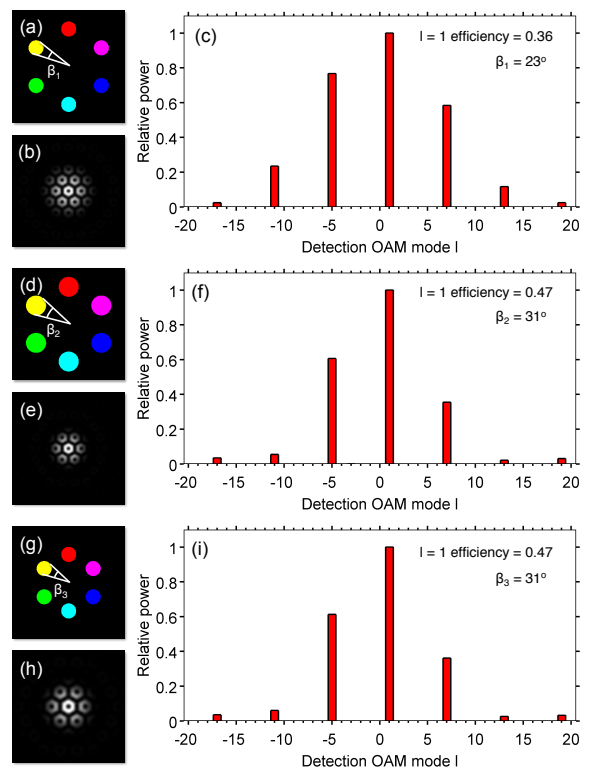 (a)
β1
(b)
(c)
l = 1 efficiency = 0.36
β1 = 23º
Relative power
1
0.8
0.6
0.4
0.2
0
-20 -15 -10 -5 0 5 10 15 20
Detection OAM mode l
(d)
β2
(e)
(f)
l = 1 efficiency = 0.47
β2 = 31º
Relative power
1
0.8
0.6
0.4
0.2
0
-20 -15 -10 -5 0 5 10 15 20
Detection OAM mode l
(g)
β3
(h)
(i)
l = 1 efficiency = 0.47
β3 = 31º
Relative power
1
0.8
0.6
0.4
0.2
0
-20 -15 -10 -5 0 5 10 15 20
Detection OAM mode l